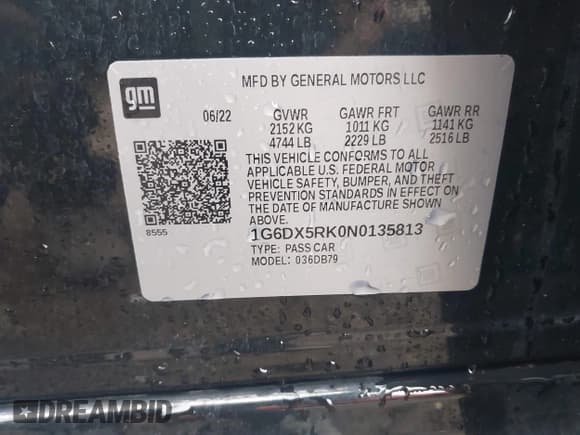 gm
MFD BY GENERAL MOTORS LLC
06/22 GVWR GAWR FRT GAWR RR
2152 KG 1011 KG 1141 KG
4744 LB 2229 LB 2516 LB
THIS VEHICLE CONFORMS TO ALL
APPLICABLE U.S. FEDERAL MOTOR
VEHICLE SAFETY, BUMPER, AND THEFT
PREVENTION STANDARDS IN EFFECT ON
THE DATE OF MANUFACTURE SHOWN
ABOVE.
8555 1G6DX5RK0N0135813
TYPE: PASS CAR
MODEL: 036DB79
DREAMBID